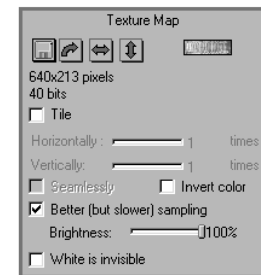 Texture Map
640x213 pixels
40 bits
Tile
Horizontally : 1 times
Vertically: 1 times
Seamlessly Invert color
Better (but slower) sampling
Brightness: 100%
White is invisible